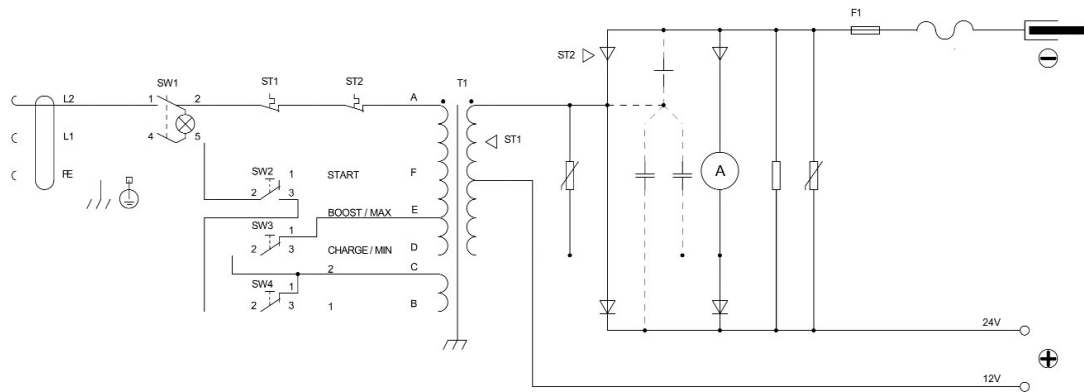 F1
ST2
SW1
ST1
ST2
T1
L2
1
2
A
L1
4
5
ST1
PE
SW2
1
START
F
A
2
3
BOOST / MAX
E
SW3
1
2
3
CHARGE / MIN
D
2
C
SW4
1
2
3
1
B
24V
12V